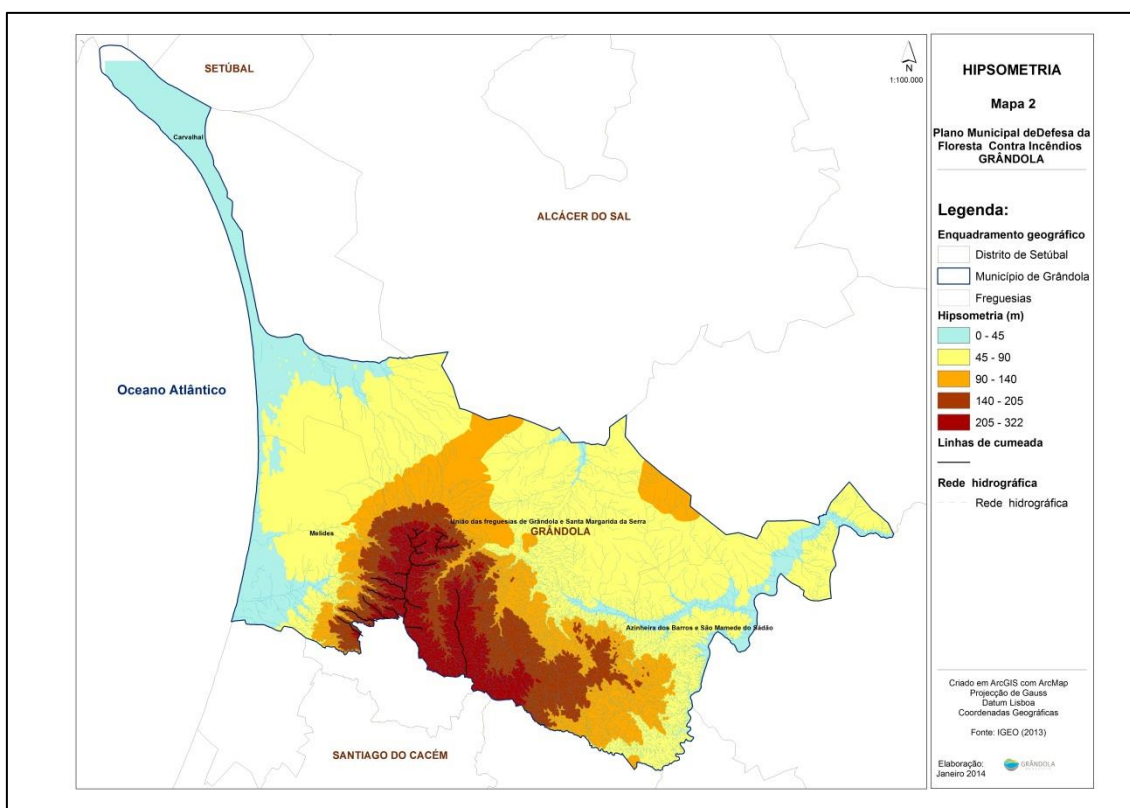 SETÚBAL
Carvalhal
ALCÁCER DO SAL
Oceano Atlântico
Melides
União das freguesias de Grândola e Santa Margarida da Serra
GRÂNDOLA
Azinheira dos Barros e São Mamede do Sádão
SANTIAGO DO CACÉM
N
1:100.000
HIPSOMETRIA
Mapa 2
Plano Municipal deDefesa da
Floresta Contra Incêndios
GRÂNDOLA
Legenda:
Enquadramento geográfico
Distrito de Setúbal
Município de Grândola
Freguesias
Hipsometria (m)
0 - 45
45 - 90
90 - 140
140 - 205
205 - 322
Linhas de cumeada
Rede hidrográfica
Rede hidrográfica
Criado em ArcGIS com ArcMap
Projecção de Gauss
Datum Lisboa
Coordenadas Geográficas
Fonte: IGEO (2013)
Elaboração:
Janeiro 2014
GRÂNDOLA